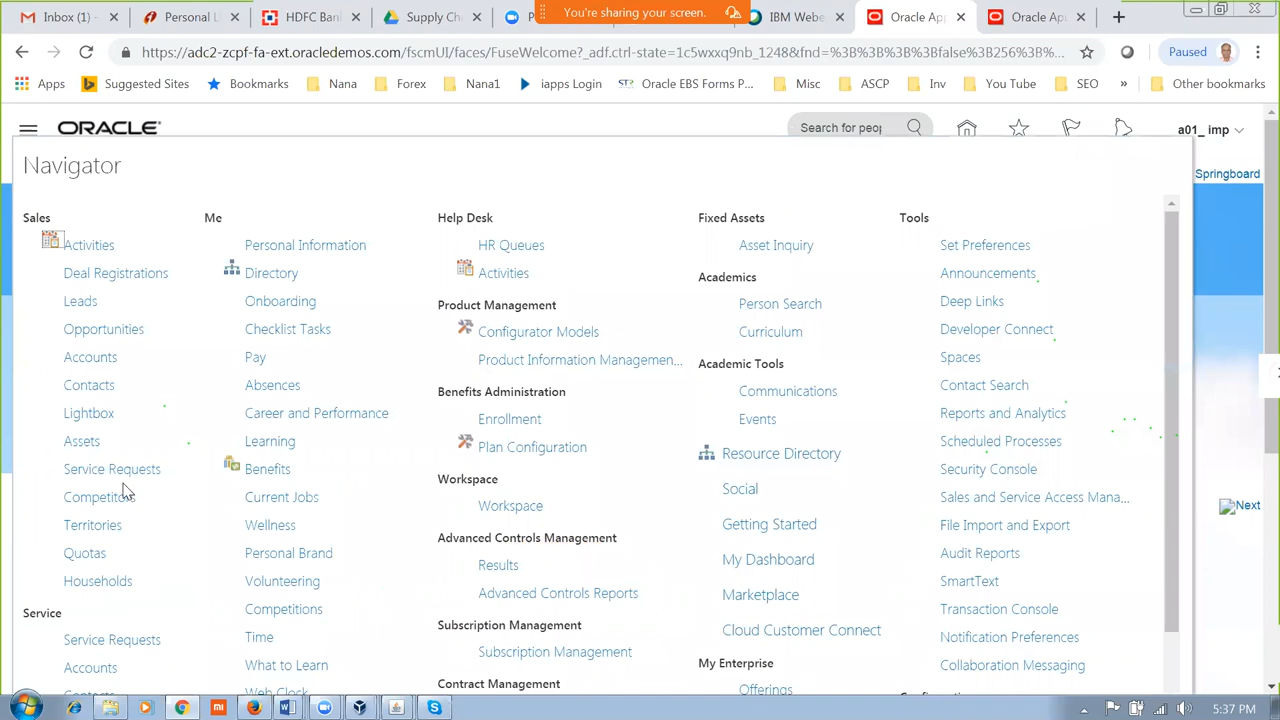 Inbox (1)
Personal Li
HDFC Ban
Supply Ch
You're sharing your screen.
IBM Webe
Oracle App
Oracle Ap
Paused
https://adc2-zcpf-fa-ext.oracledemos.com/fscmUI/faces/FuseWelcome?_adf.ctrl-state=1c5wxxq9nb_1248&fnd=%3B%3B%3B%3Bfalse%3B256%3B%...
Apps
Suggested Sites
Bookmarks
Nana
Forex
Nana1
iapps Login
Oracle EBS Forms P...
Misc
ASCP
Inv
You Tube
SEO
»
Other bookmarks
ORACLE
Search for peop
a01_ imp
Springboard
Navigator
Sales
Activities
Deal Registrations
Leads
Opportunities
Accounts
Contacts
Lightbox
Assets
Service Requests
Competitors
Territories
Quotas
Households
Service
Service Requests
Accounts
Contacts
Me
Personal Information
Directory
Onboarding
Checklist Tasks
Pay
Absences
Career and Performance
Learning
Benefits
Current Jobs
Wellness
Personal Brand
Volunteering
Competitions
Time
What to Learn
Web Clock
Help Desk
HR Queues
Activities
Product Management
Configurator Models
Product Information Managemen...
Benefits Administration
Enrollment
Plan Configuration
Workspace
Workspace
Advanced Controls Management
Results
Advanced Controls Reports
Subscription Management
Subscription Management
Contract Management
Fixed Assets
Asset Inquiry
Academics
Person Search
Curriculum
Academic Tools
Communications
Events
Resource Directory
Social
Getting Started
My Dashboard
Marketplace
Cloud Customer Connect
My Enterprise
Offerings
Tools
Set Preferences
Announcements
Deep Links
Developer Connect
Spaces
Contact Search
Reports and Analytics
Scheduled Processes
Security Console
Sales and Service Access Mana...
File Import and Export
Audit Reports
SmartText
Transaction Console
Notification Preferences
Collaboration Messaging
Next
5:37 PM